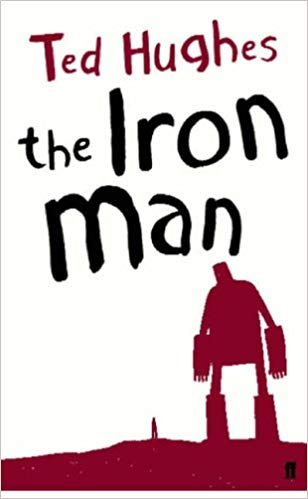 Ted Hughes
the Iron
man
ff